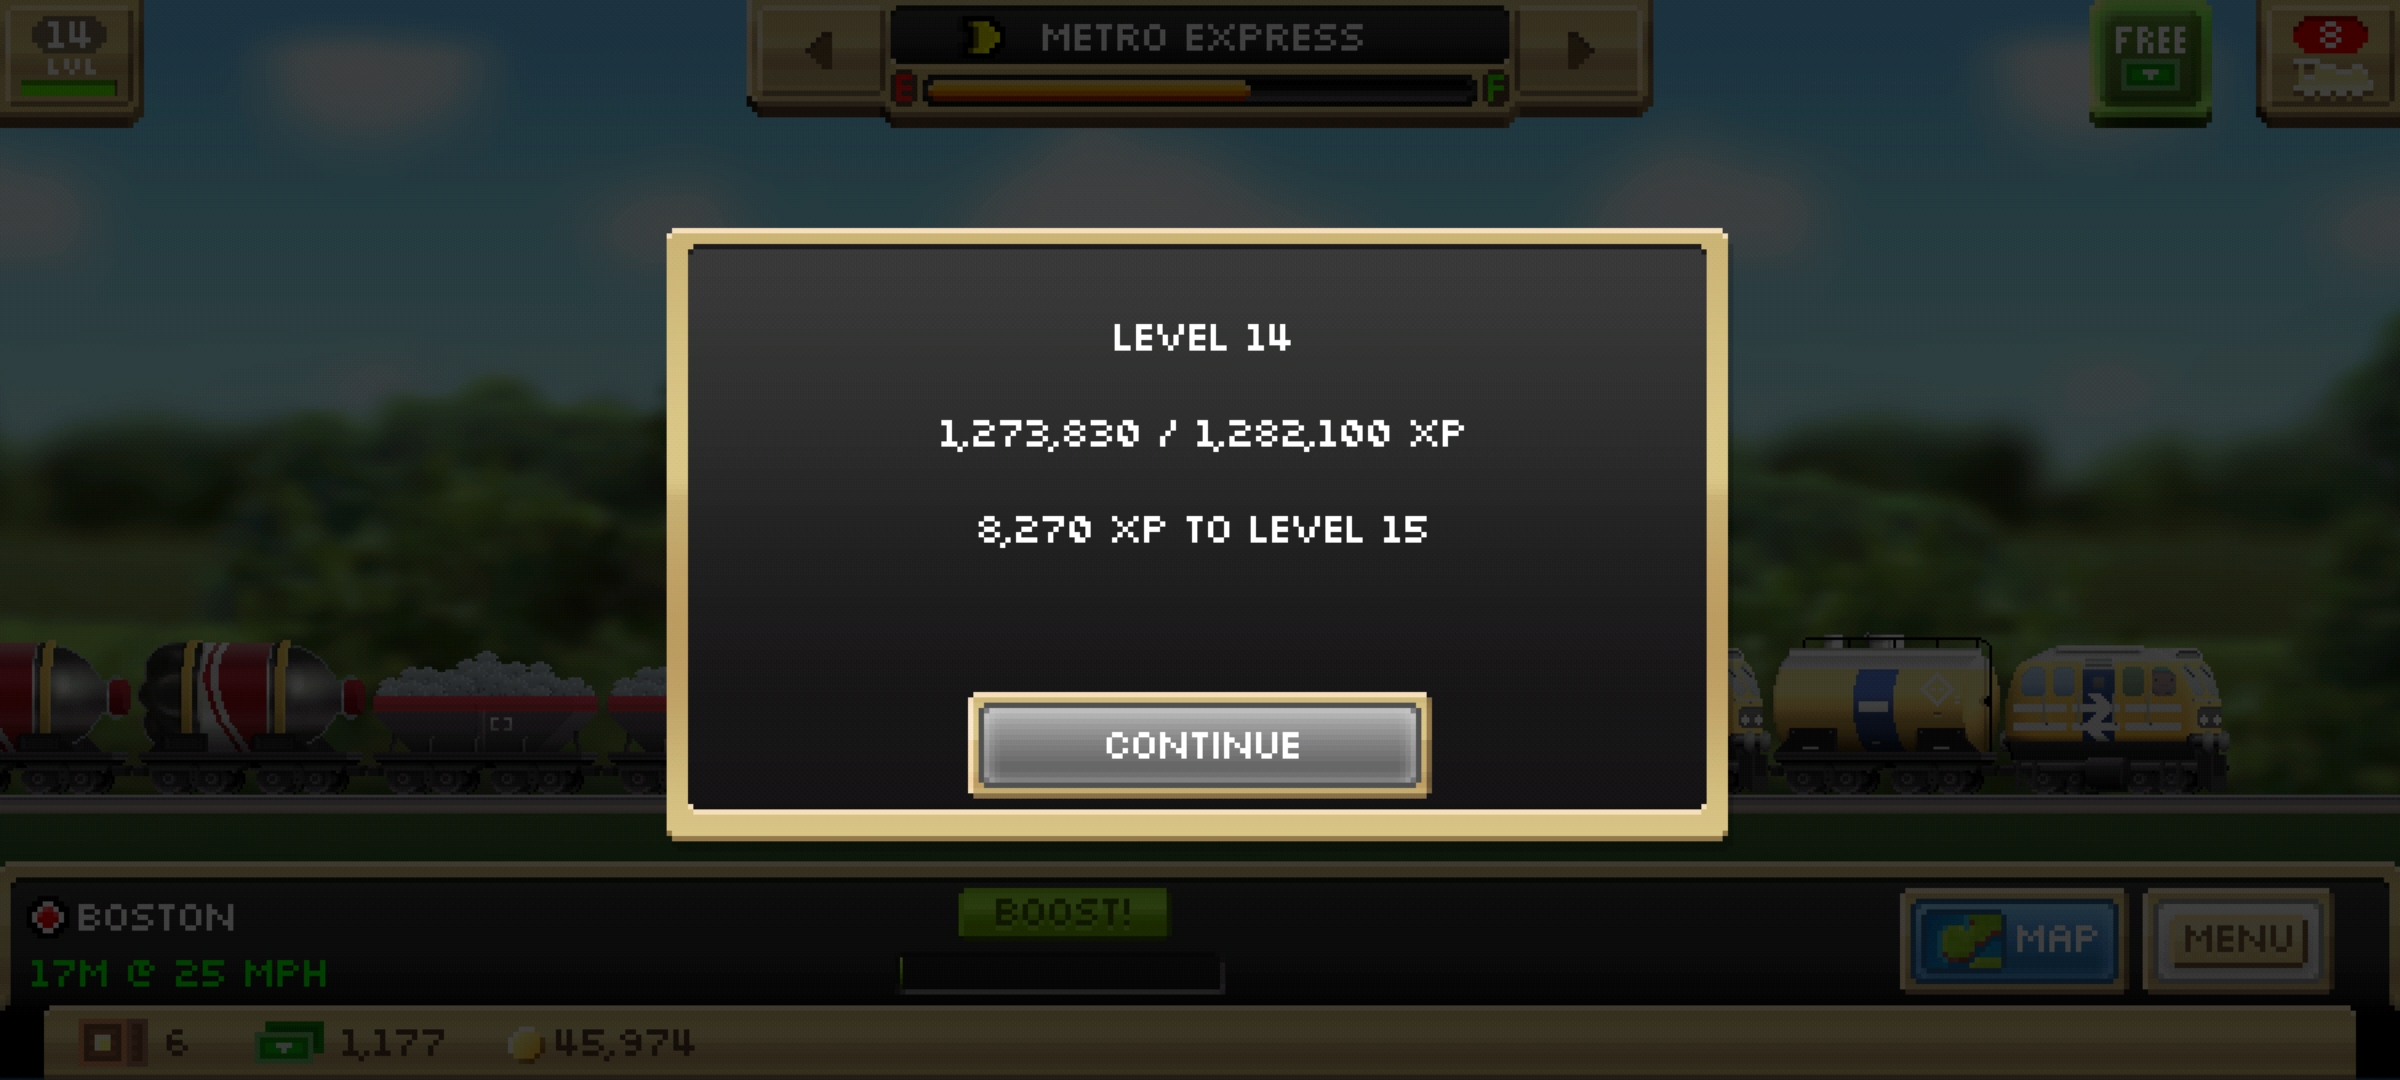 14
LVL
METRO EXPRESS
E F
FREE
8
LEVEL 14
1,273,830 / 1,282,100 XP
8,270 XP TO LEVEL 15
CONTINUE
BOSTON
17M @ 25 MPH
BOOST!
MAP
MENU
6 1,177 45,974